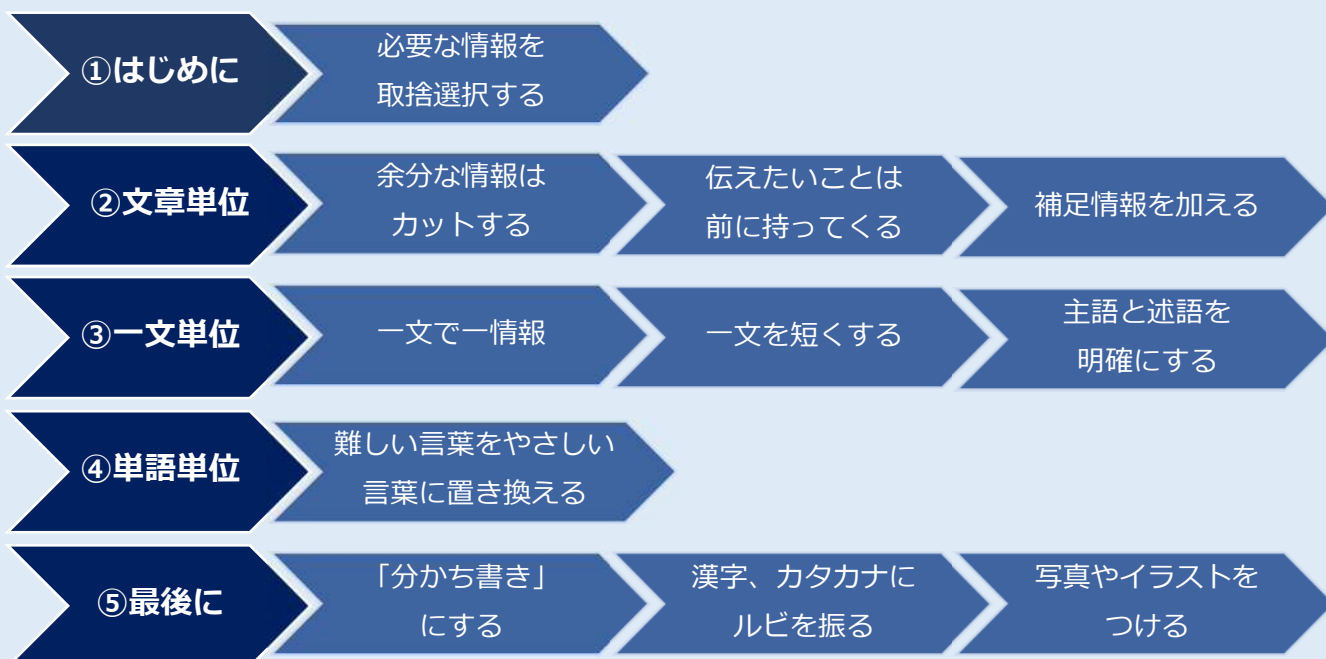 ①はじめに
必要な情報を
取捨選択する
②文章単位
余分な情報は
カットする
伝えたいことは
前に持ってくる
補足情報を加える
③一文単位
一文で一情報
一文を短くする
主語と述語を
明確にする
④単語単位
難しい言葉をやさしい
言葉に置き換える
⑤最後に
「分かち書き」
にする
漢字、カタカナに
ルビを振る
写真やイラストを
つける